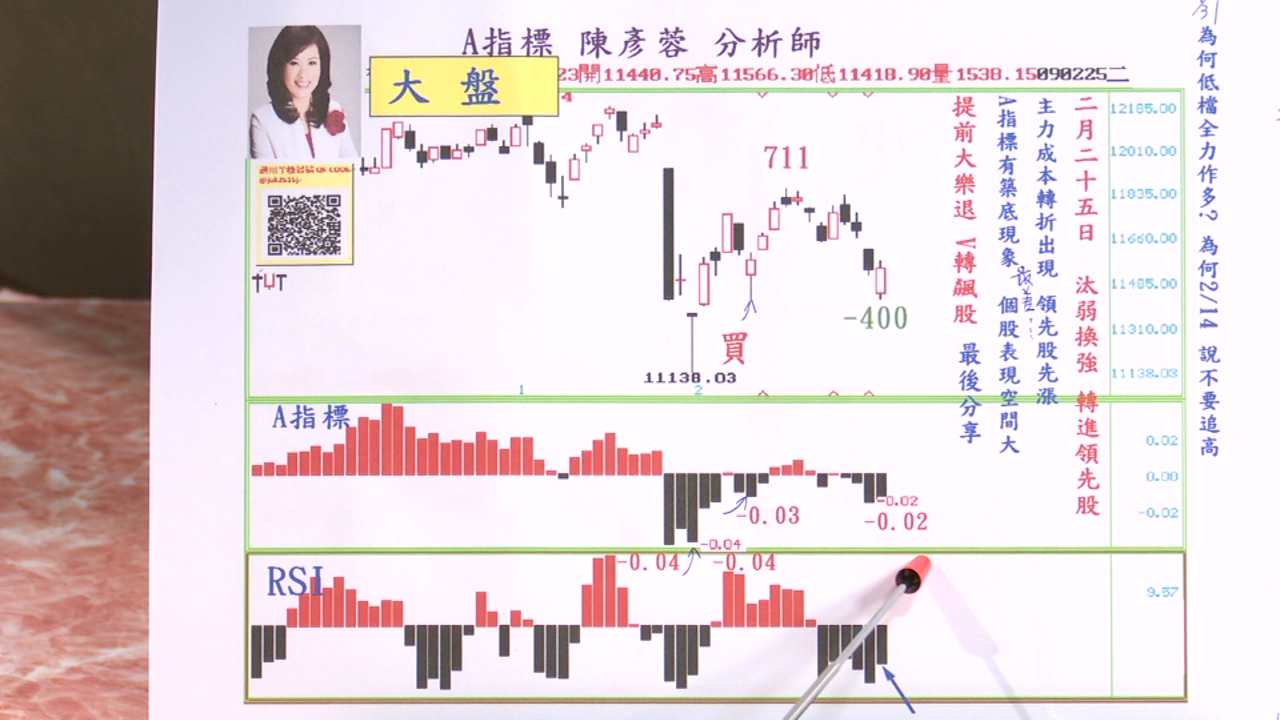 A指標 陳彥蓉 分析師
大盤
23開11440.75高11566.30低11418.90量1538.15090225二
4
@juk2515j-
TUT
711
買
-400
11138.03
1
2
12185.00
12010.00
11835.00
11660.00
11485.00
11310.00
11138.03
為何低檔全力作多? 為何2/14 說不要追高
二月二十五日 汰弱換強 轉進領先股
主力成本轉折出現 領先股先漲
A指標有築底現象 個股表現空間大
提前大樂退 V轉飆股 最後分享
A指標
-0.03
-0.02
-0.02
-0.04
-0.04
-0.04
0.02
0.00
-0.02
RSI
9.57